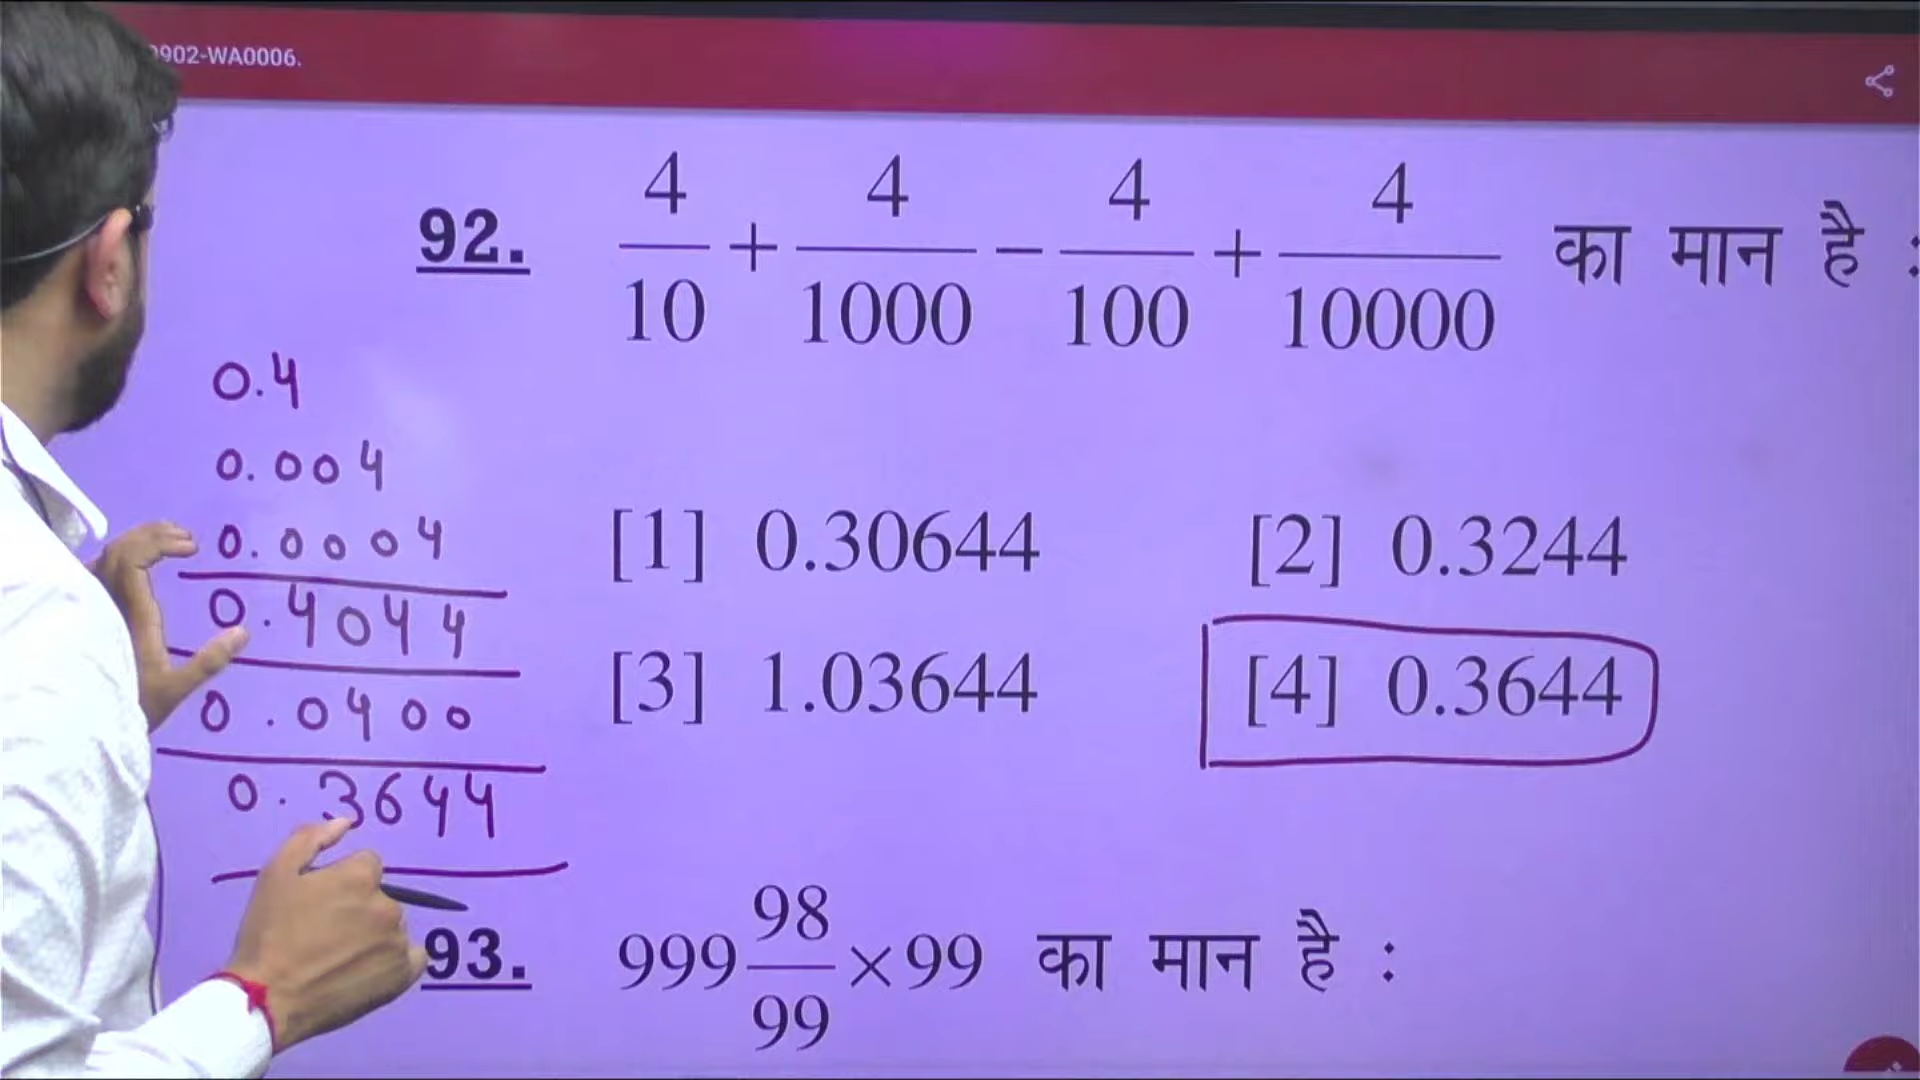 902-WA0006.
92. 4/10 + 4/1000 − 4/100 + 4/10000 का मान है :
0.4
0.004
0.0004
0.4044
0.0400
0.3644
[1] 0.30644 [2] 0.3244
[3] 1.03644 [4] 0.3644
93. 999 98/99 × 99 का मान है :